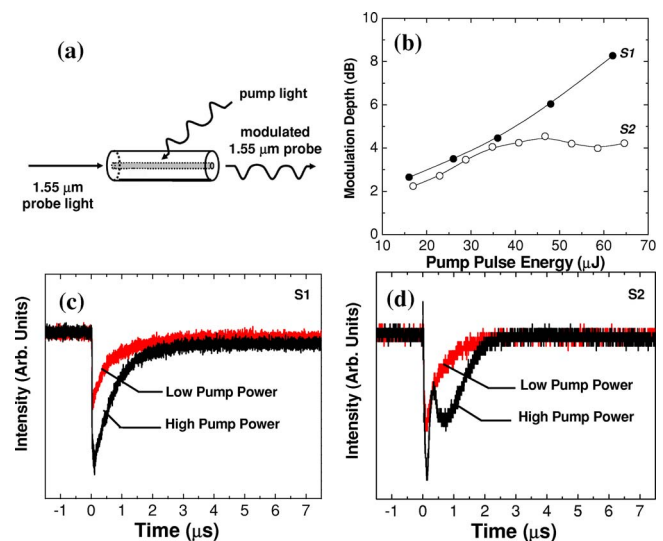 (a)
pump light
modulated
1.55 μm probe
1.55 μm
probe light
(b)
S1
S2
Modulation Depth (dB)
10
8
6
4
2
0
10 20 30 40 50 60 70
Pump Pulse Energy (μJ)
(c)
S1
Low Pump Power
High Pump Power
Intensity (Arb. Units)
-1 0 1 2 3 4 5 6 7
Time (μs)
(d)
S2
Low Pump Power
High Pump Power
Intensity (Arb. Units)
-1 0 1 2 3 4 5 6 7
Time (μs)